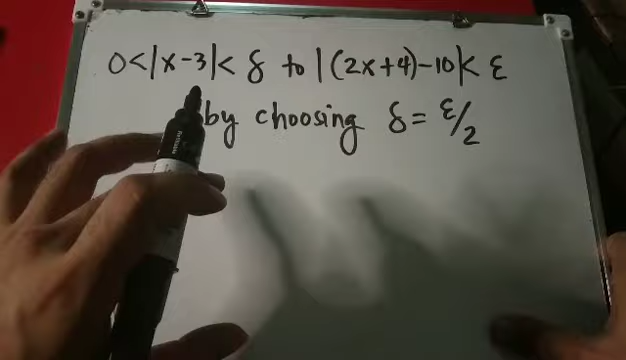 0<|x-3|< δ to |(2x+4)-10|< ε
by choosing δ= ε/2